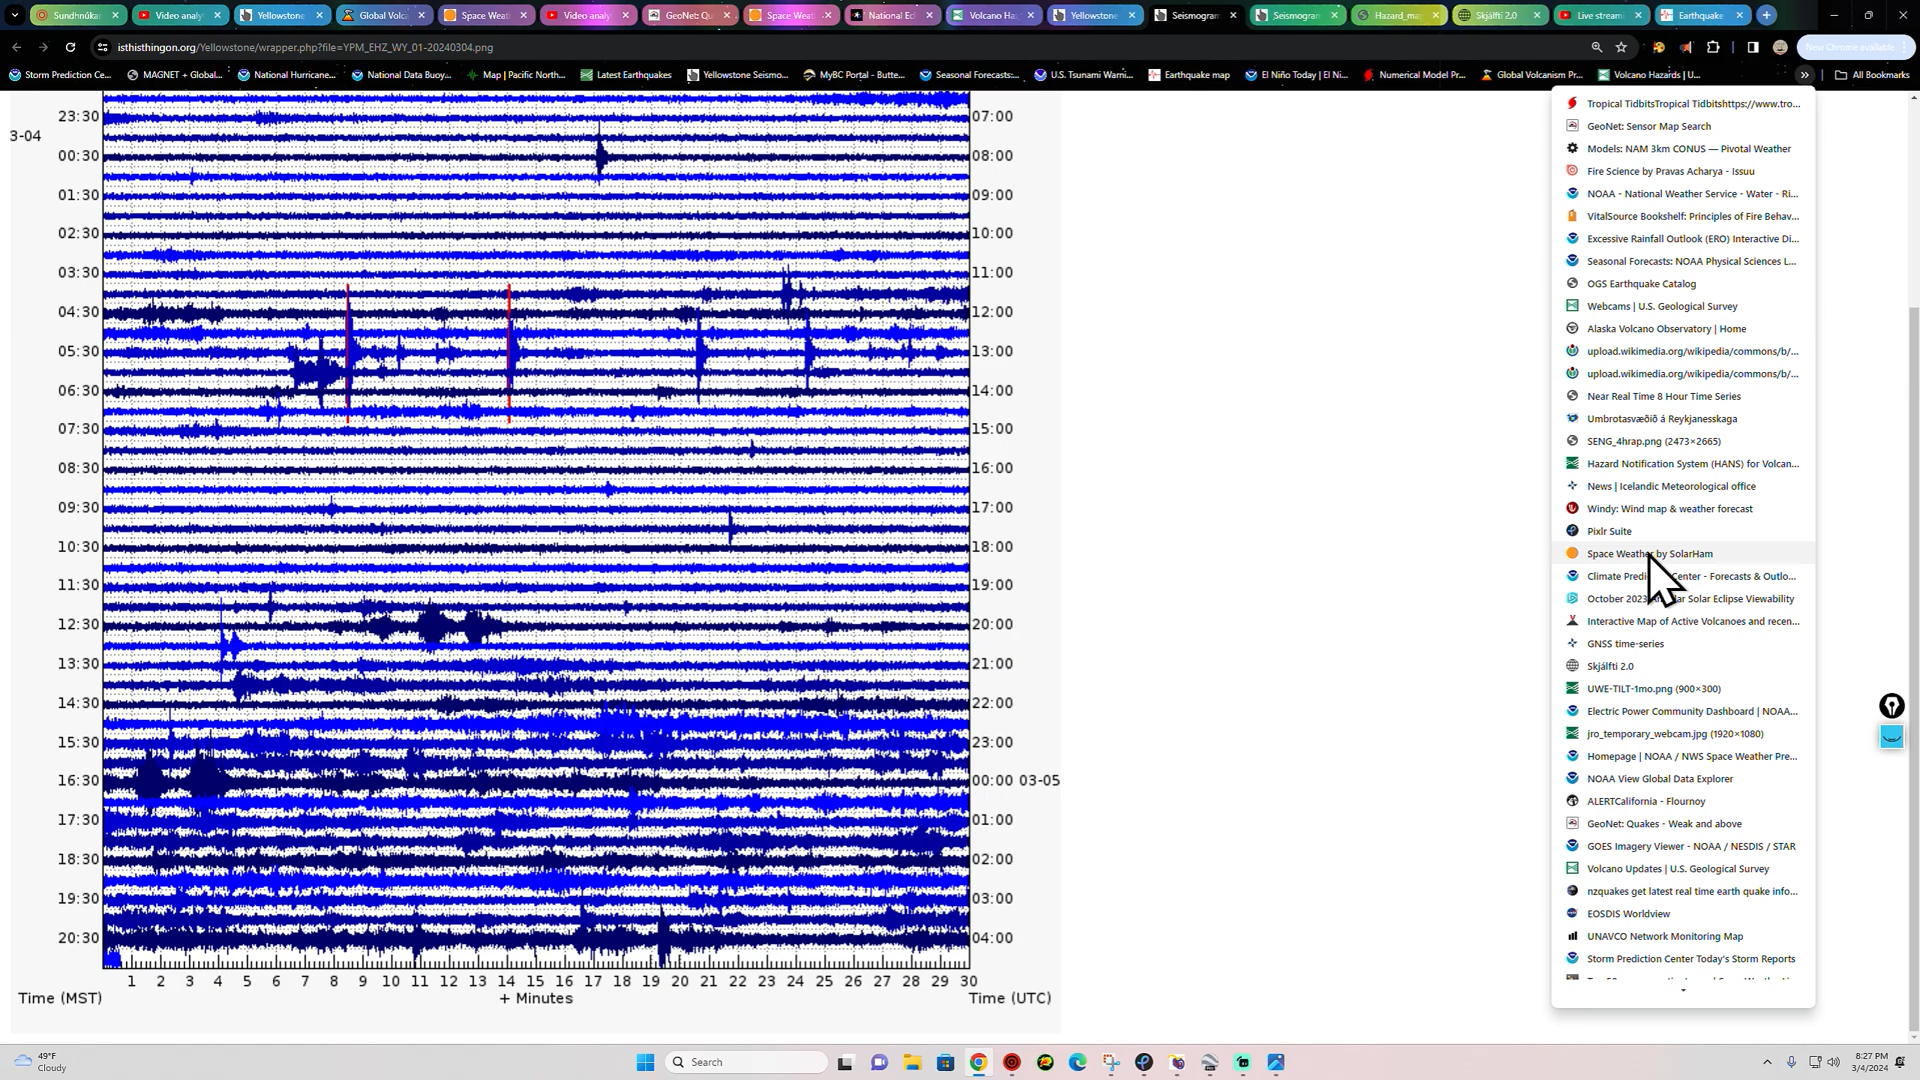 Sundhnúka
Video analy
Yellowstone
Global Volca
Space Weat
Video analy
GeoNet: Qu
Space Weat
National Ec
Volcano Ha
Yellowstone
Seismogram
Seismogram
Hazard_ma
Skjálfti 2.0
Live stream
Earthquake
isthisthingon.org/Yellowstone/wrapper.php?file=YPM_EHZ_WY_01-20240304.png
New Chrome available
Storm Prediction Ce...
MAGNET + Global...
National Hurricane...
National Data Buoy...
Map | Pacific North...
Latest Earthquakes
Yellowstone Seismo...
MyBC Portal - Butte...
Seasonal Forecasts:...
U.S. Tsunami Warni...
Earthquake map
El Niño Today | El Ni...
Numerical Model Pr...
Global Volcanism Pr...
Volcano Hazards | U...
All Bookmarks
23:30 07:00
3-04
00:30 08:00
01:30 09:00
02:30 10:00
03:30 11:00
04:30 12:00
05:30 13:00
06:30 14:00
07:30 15:00
08:30 16:00
09:30 17:00
10:30 18:00
11:30 19:00
12:30 20:00
13:30 21:00
14:30 22:00
15:30 23:00
16:30 00:00 03-05
17:30 01:00
18:30 02:00
19:30 03:00
20:30 04:00
1 2 3 4 5 6 7 8 9 10 11 12 13 14 15 16 17 18 19 20 21 22 23 24 25 26 27 28 29 30
Time (MST) + Minutes Time (UTC)
Tropical TidbitsTropical Tidbitshttps://www.tro...
GeoNet: Sensor Map Search
Models: NAM 3km CONUS — Pivotal Weather
Fire Science by Pravas Acharya - Issuu
NOAA - National Weather Service - Water - Ri...
VitalSource Bookshelf: Principles of Fire Behav...
Excessive Rainfall Outlook (ERO) Interactive Di...
Seasonal Forecasts: NOAA Physical Sciences L...
OGS Earthquake Catalog
Webcams | U.S. Geological Survey
Alaska Volcano Observatory | Home
upload.wikimedia.org/wikipedia/commons/b/...
upload.wikimedia.org/wikipedia/commons/b/...
Near Real Time 8 Hour Time Series
Umbrotasvæðið á Reykjanesskaga
SENG_4hrap.png (2473×2665)
Hazard Notification System (HANS) for Volcan...
News | Icelandic Meteorological office
Windy: Wind map & weather forecast
Pixlr Suite
Space Weather by SolarHam
Climate Predi Center - Forecasts & Outlo...
October 2023 An ar Solar Eclipse Viewability
Interactive Map of Active Volcanoes and recen...
GNSS time-series
Skjálfti 2.0
UWE-TILT-1mo.png (900×300)
Electric Power Community Dashboard | NOAA...
jro_temporary_webcam.jpg (1920×1080)
Homepage | NOAA / NWS Space Weather Pre...
NOAA View Global Data Explorer
ALERTCalifornia - Flournoy
GeoNet: Quakes - Weak and above
GOES Imagery Viewer - NOAA / NESDIS / STAR
Volcano Updates | U.S. Geological Survey
nzquakes get latest real time earth quake info...
EOSDIS Worldview
UNAVCO Network Monitoring Map
Storm Prediction Center Today's Storm Reports
49°F
Cloudy
Search
8:27 PM
3/4/2024